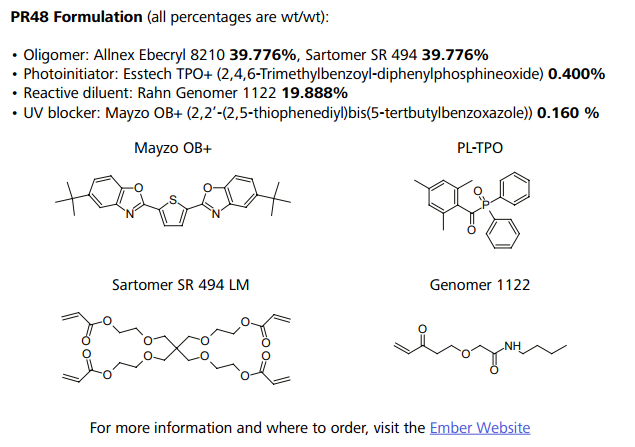 PR48 Formulation (all percentages are wt/wt):
• Oligomer: Allnex Ebecryl 8210 39.776%, Sartomer SR 494 39.776%
• Photoinitiator: Esstech TPO+ (2,4,6-Trimethylbenzoyl-diphenylphosphineoxide) 0.400%
• Reactive diluent: Rahn Genomer 1122 19.888%
• UV blocker: Mayzo OB+ (2,2’-(2,5-thiophenediyl)bis(5-tertbutylbenzoxazole)) 0.160 %
Mayzo OB+ PL-TPO
O S O N N
O P O
Sartomer SR 494 LM Genomer 1122
O O O O O O O O O O O O
O O O NH
For more information and where to order, visit the Ember Website